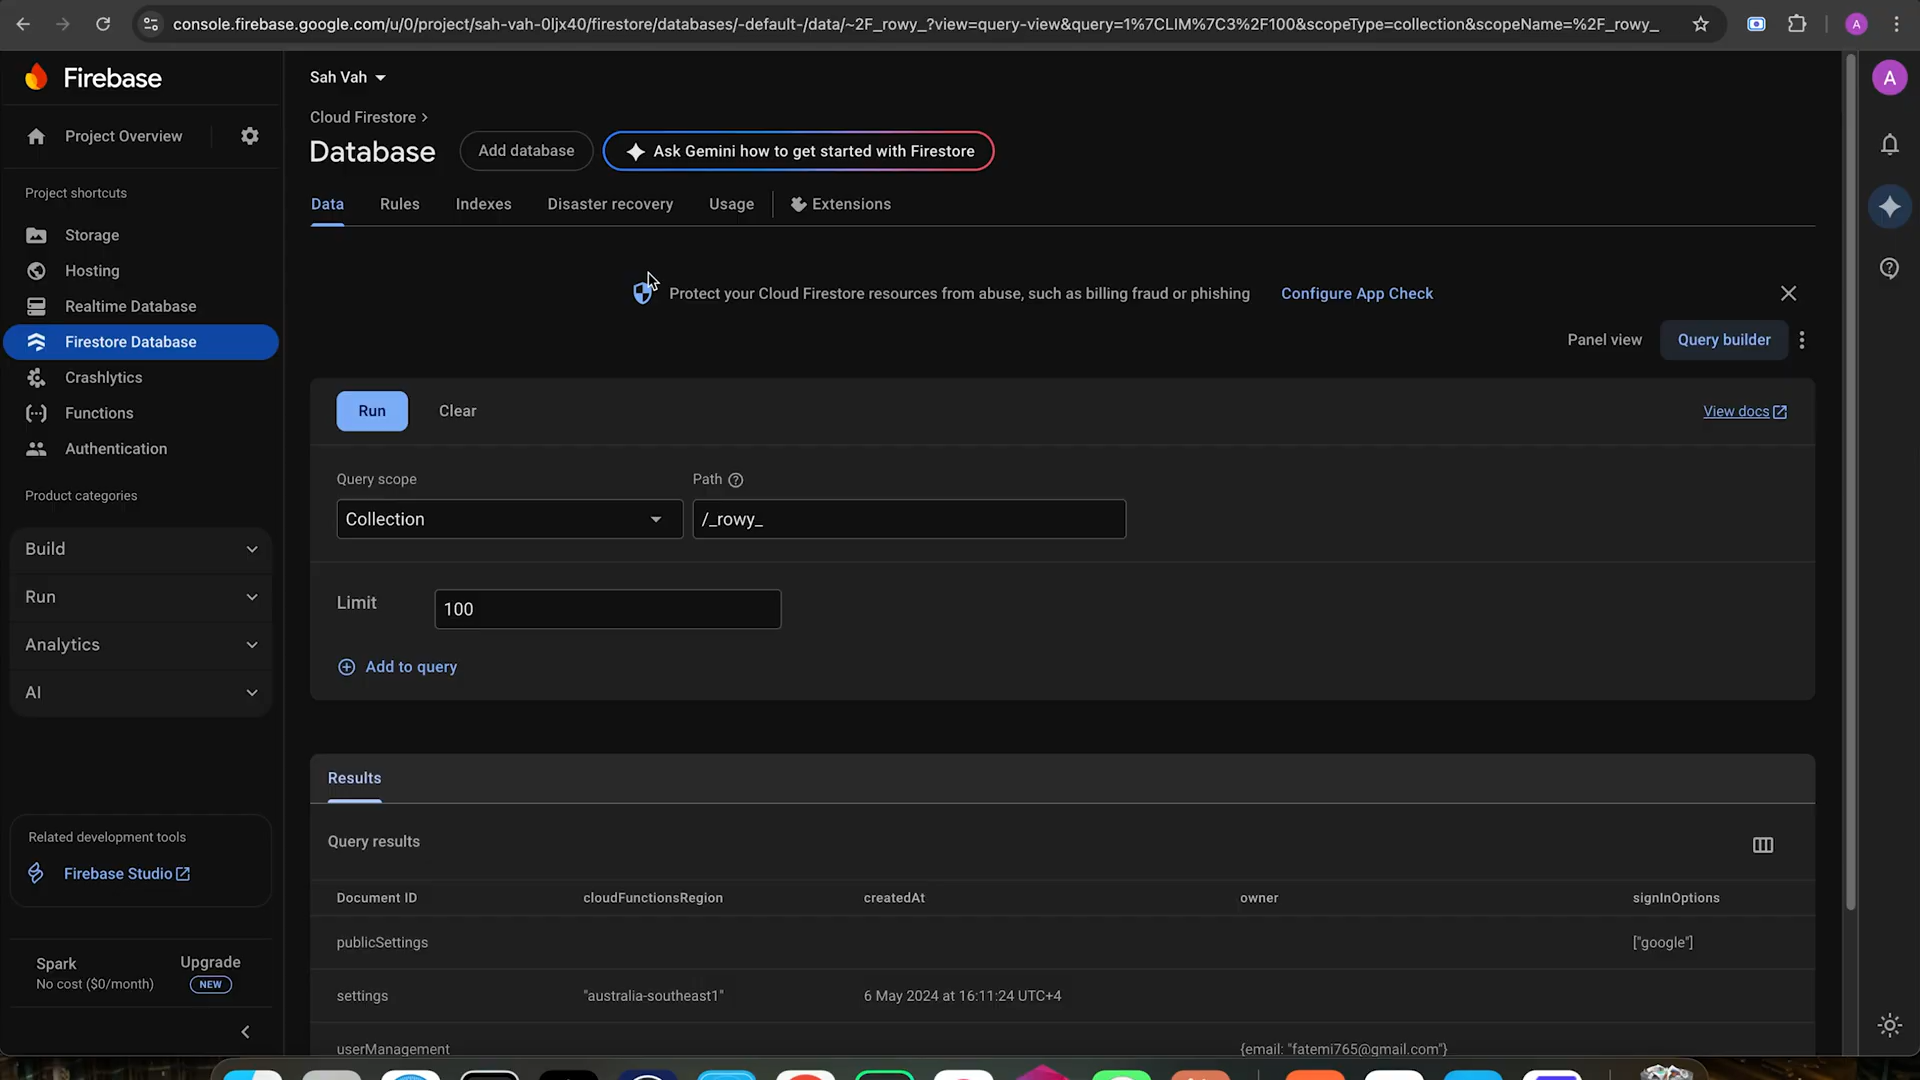 console.firebase.google.com/u/0/project/sah-vah-0ljx40/firestore/databases/-default-/data/~2F_rowy_?view=query-view&query=1%7CLIM%7C3%2F100&scopeType=collection&scopeName=%2F_rowy_
A
Firebase
Sah Vah
A
Project Overview
Cloud Firestore
Database
Add database
Ask Gemini how to get started with Firestore
Project shortcuts
Storage
Hosting
Realtime Database
Firestore Database
Crashlytics
Functions
Authentication
Product categories
Build
Run
Analytics
AI
Related development tools
Firebase Studio
Spark
No cost ($0/month)
Upgrade
NEW
Data
Rules
Indexes
Disaster recovery
Usage
Extensions
Protect your Cloud Firestore resources from abuse, such as billing fraud or phishing
Configure App Check
Panel view
Query builder
Run
Clear
View docs
Query scope
Path
Collection
/_rowy_
Limit
100
Add to query
Results
Query results
Document ID cloudFunctionsRegion createdAt owner signInOptions
publicSettings ["google"]
settings "australia-southeast1" 6 May 2024 at 16:11:24 UTC+4
userManagement {email: "fatemi765@gmail.com"}